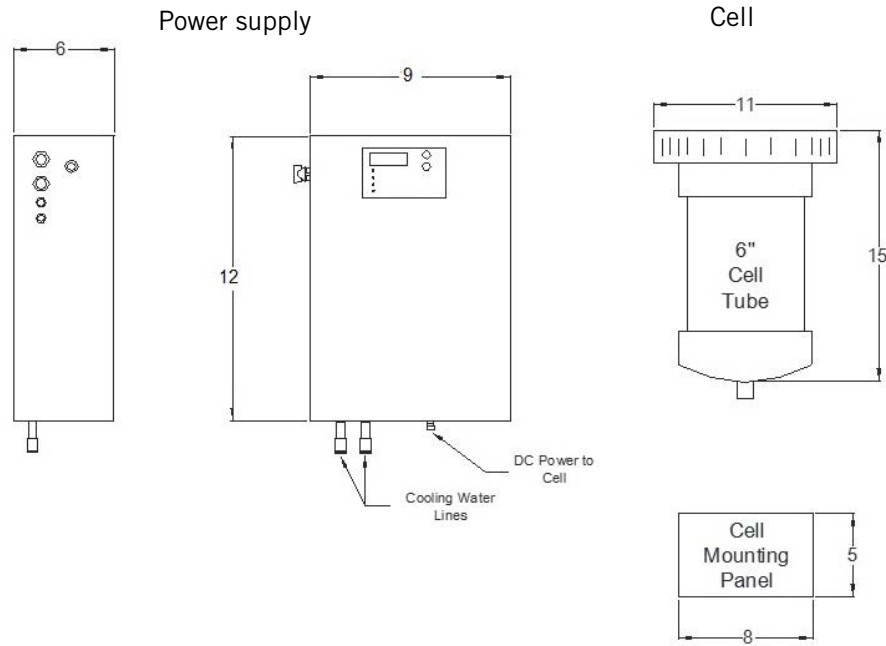 Power supply
Cell
6
9
11
12
15
6"
Cell
Tube
DC Power to
Cell
Cooling Water
Lines
Cell
Mounting
Panel
5
8